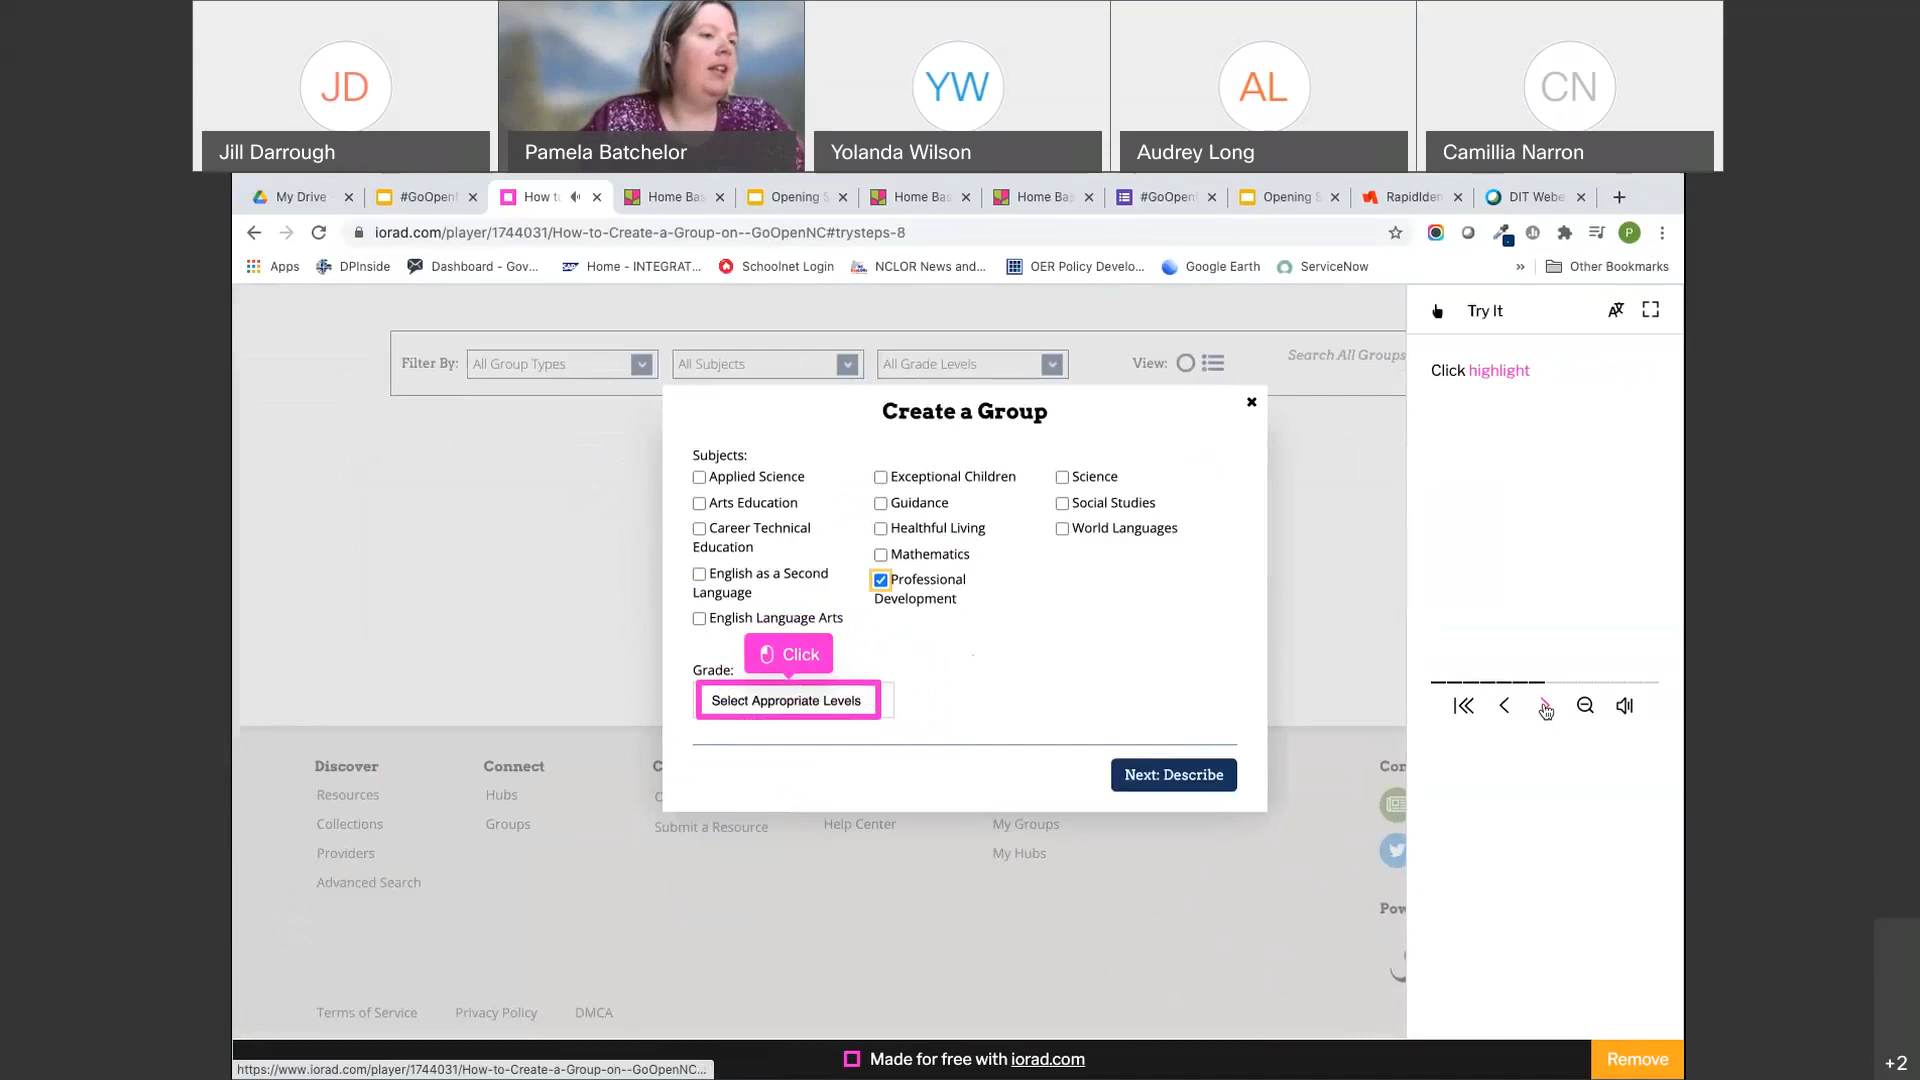 JD
YW
AL
CN
Jill Darrough
Pamela Batchelor
Yolanda Wilson
Audrey Long
Camillia Narron
My Drive
#GoOpen
How to
Home Bas
Opening S
Home Bas
Home Bas
#GoOpen
Opening S
RapidIden
DIT Webe
iorad.com/player/1744031/How-to-Create-a-Group-on--GoOpenNC#trysteps-8
P
Apps
DPInside
Dashboard - Gov...
Home - INTEGRAT...
Schoolnet Login
NCLOR News and...
OER Policy Develo...
Google Earth
ServiceNow
»
Other Bookmarks
Try It
Click highlight
Filter By:
All Group Types
All Subjects
All Grade Levels
View:
Search All Groups
Create a Group
Subjects:
Applied Science
Arts Education
Career Technical
Education
English as a Second
Language
English Language Arts
Exceptional Children
Guidance
Healthful Living
Mathematics
Professional
Development
Science
Social Studies
World Languages
Click
Grade:
Select Appropriate Levels
Next: Describe
Discover
Resources
Collections
Providers
Advanced Search
Connect
Hubs
Groups
C
Submit a Resource
Help Center
My Groups
My Hubs
Con
Pow
Terms of Service
Privacy Policy
DMCA
Made for free with iorad.com
Remove
https://www.iorad.com/player/1744031/How-to-Create-a-Group-on--GoOpenNC...
+2